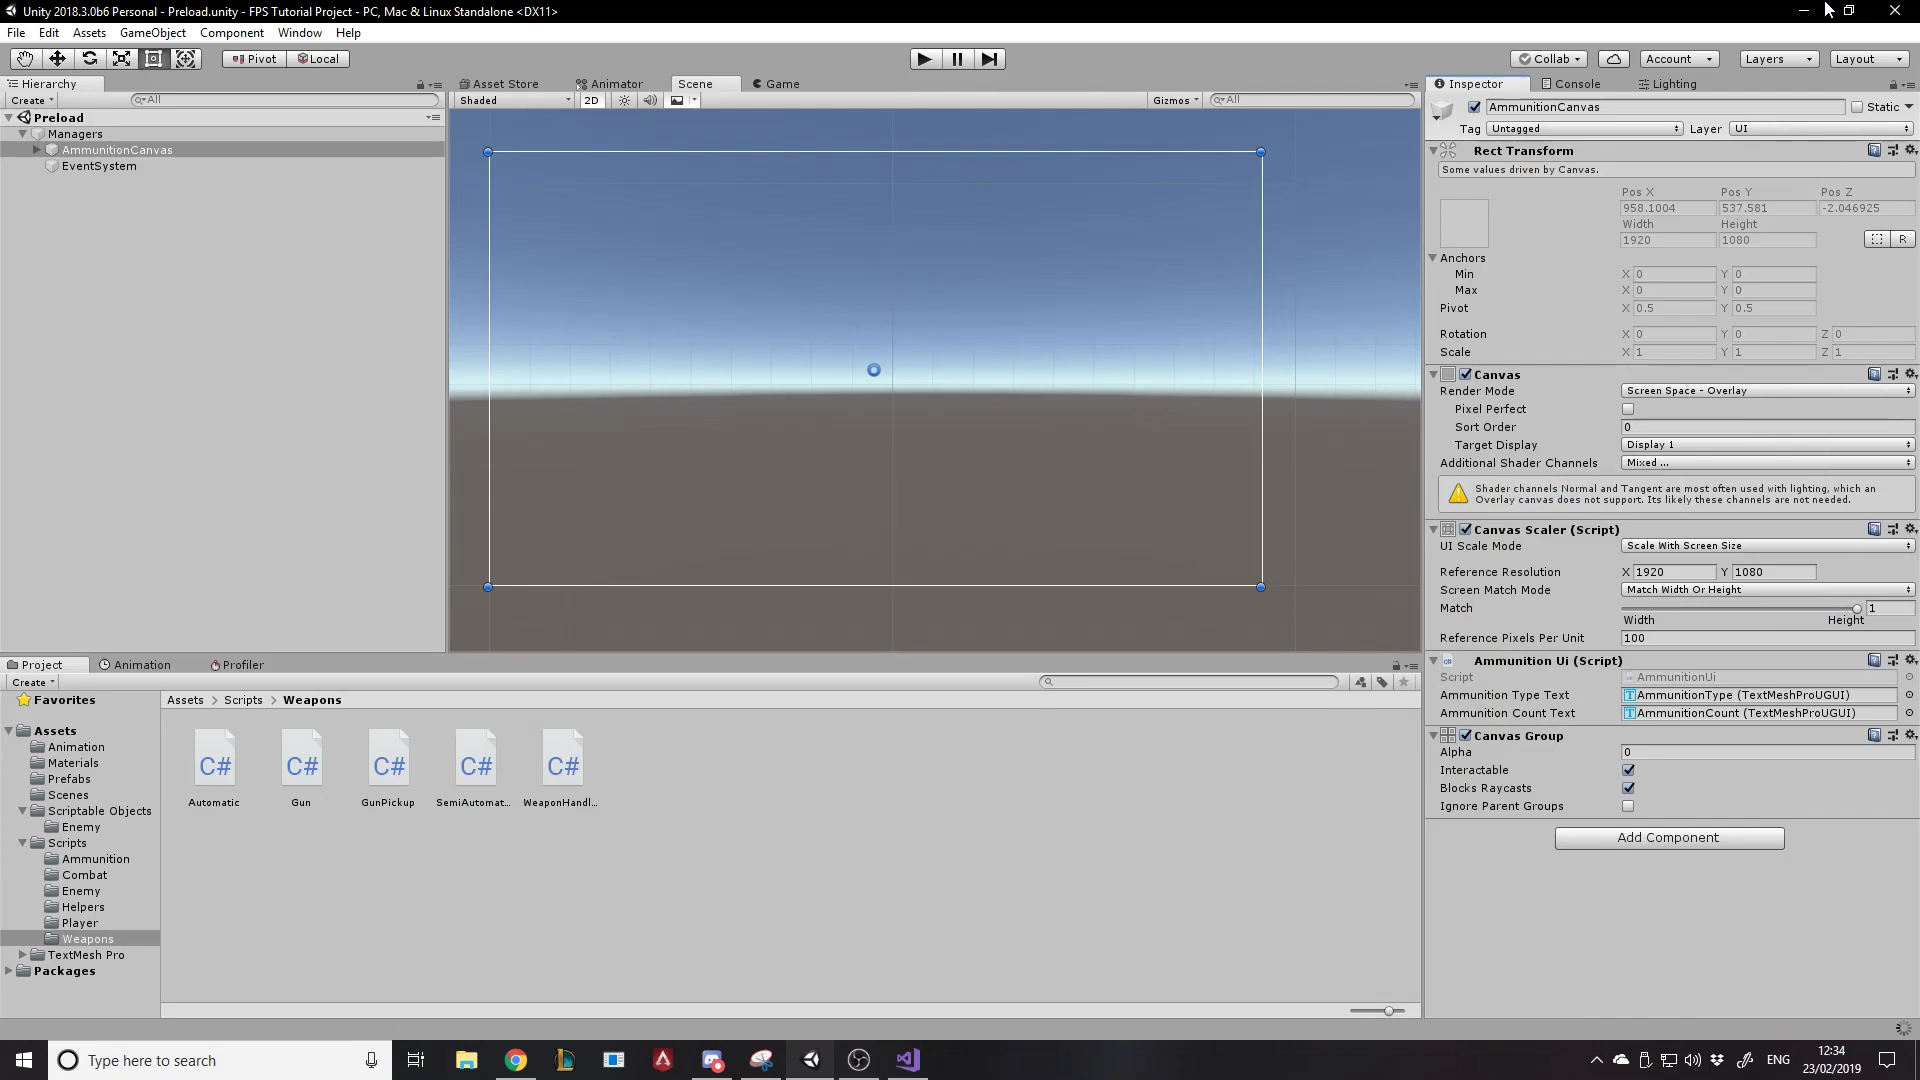 Unity 2018.3.0b6 Personal - Preload.unity - FPS Tutorial Project - PC, Mac & Linux Standalone <DX11>
File Edit Assets GameObject Component Window Help
Pivot Local
Collab Account Layers Layout
Hierarchy
Create All
Preload
Managers
AmmunitionCanvas
EventSystem
Asset Store Animator Scene Game
Shaded 2D Gizmos All
Inspector Console Lighting
AmmunitionCanvas Static
Tag Untagged Layer UI
Rect Transform
Some values driven by Canvas.
Pos X Pos Y Pos Z
958.1004 537.581 -2.046925
Width Height
1920 1080 R
Anchors
Min X 0 Y 0
Max X 0 Y 0
Pivot X 0.5 Y 0.5
Rotation X 0 Y 0 Z 0
Scale X 1 Y 1 Z 1
Canvas
Render Mode Screen Space - Overlay
Pixel Perfect
Sort Order 0
Target Display Display 1
Additional Shader Channels Mixed ...
Shader channels Normal and Tangent are most often used with lighting, which an
Overlay canvas does not support. Its likely these channels are not needed.
Canvas Scaler (Script)
UI Scale Mode Scale With Screen Size
Reference Resolution X 1920 Y 1080
Screen Match Mode Match Width Or Height
Match 1
Width Height
Reference Pixels Per Unit 100
Ammunition Ui (Script)
Script AmmunitionUi
Ammunition Type Text AmmunitionType (TextMeshProUGUI)
Ammunition Count Text AmmunitionCount (TextMeshProUGUI)
Canvas Group
Alpha 0
Interactable
Blocks Raycasts
Ignore Parent Groups
Add Component
Project Animation Profiler
Create
Favorites
Assets
Animation
Materials
Prefabs
Scenes
Scriptable Objects
Enemy
Scripts
Ammunition
Combat
Enemy
Helpers
Player
Weapons
TextMesh Pro
Packages
Assets > Scripts > Weapons
C# C# C# C# C#
Automatic Gun GunPickup SemiAutomat... WeaponHandl...
Type here to search
ENG
12:34
23/02/2019